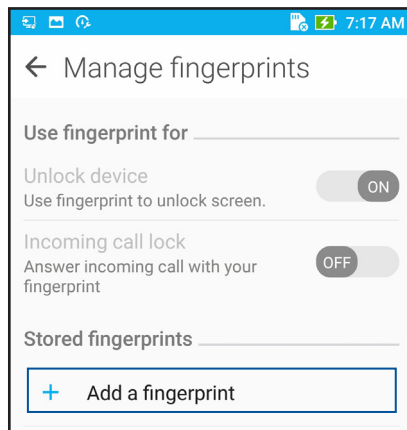 7:17 AM
Manage fingerprints
Use fingerprint for
Unlock device
ON
Use fingerprint to unlock screen.
Incoming call lock
OFF
Answer incoming call with your
fingerprint
Stored fingerprints
+ Add a fingerprint